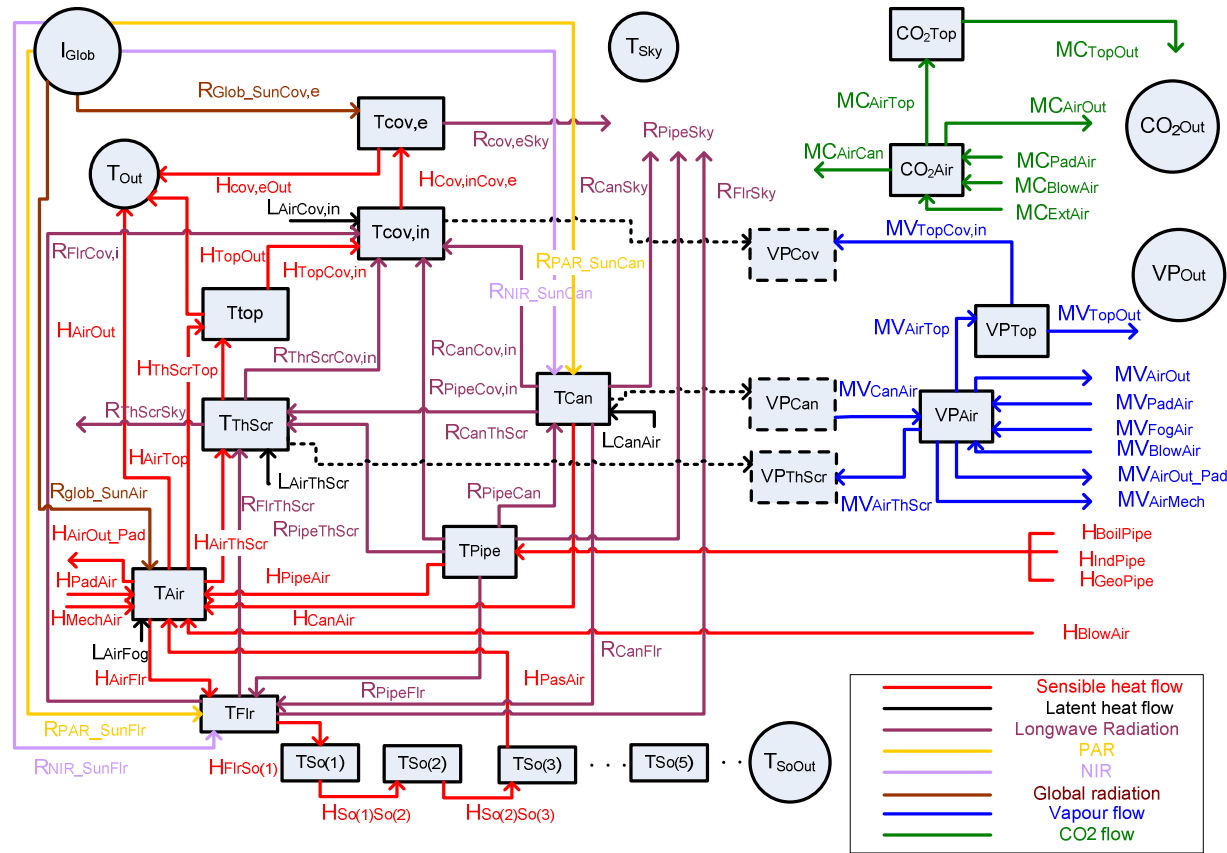 IGlob
TSky
CO2Top
MCTopOut
RGlob_SunCov,e
Tcov,e
Rcov,eSky
RPipeSky
MCAirTop
MCAirOut
CO2Out
TOut
Hcov,eOut
HCov,inCov,e
RCanSky
RFlrSky
MCAirCan
CO2Air
MCPadAir
MCBlowAir
MCExtAir
LAirCov,in
Tcov,in
RFlrCov,i
HTopOut
HTopCov,in
RPAR_SunCan
RNIR_SunCan
VPCov
MVTopCov,in
VPOut
Ttop
HAirOut
MVAirTop
VPTop
MVTopOut
RThrScrCov,in
RCanCov,in
HThScrTop
RPipeCov,in
TCan
VPCan
MVCanAir
VPAir
MVAirOut
MVPadAir
RThScrSky
TThScr
RCanThScr
LCanAir
MVFogAir
MVBlowAir
HAirTop
LAirThScr
VPThScr
MVAirOut_Pad
Rglob_SunAir
RFlrThScr
RPipeCan
MVAirThScr
MVAirMech
HAirOut_Pad
HAirThScr
RPipeThScr
TPipe
HBoilPipe
HIndPipe
HGeoPipe
HPadAir
TAir
HPipeAir
HMechAir
HCanAir
HBlowAir
LAirFog
RCanFlr
HAirFlr
RPipeFlr
HPasAir
TFlr
RPAR_SunFlr
RNIR_SunFlr
HFlrSo(1)
TSo(1)
TSo(2)
TSo(3)
. . .
TSo(5)
. .
TSoOut
HSo(1)So(2)
HSo(2)So(3)
Sensible heat flow
Latent heat flow
Longwave Radiation
PAR
NIR
Global radiation
Vapour flow
CO2 flow